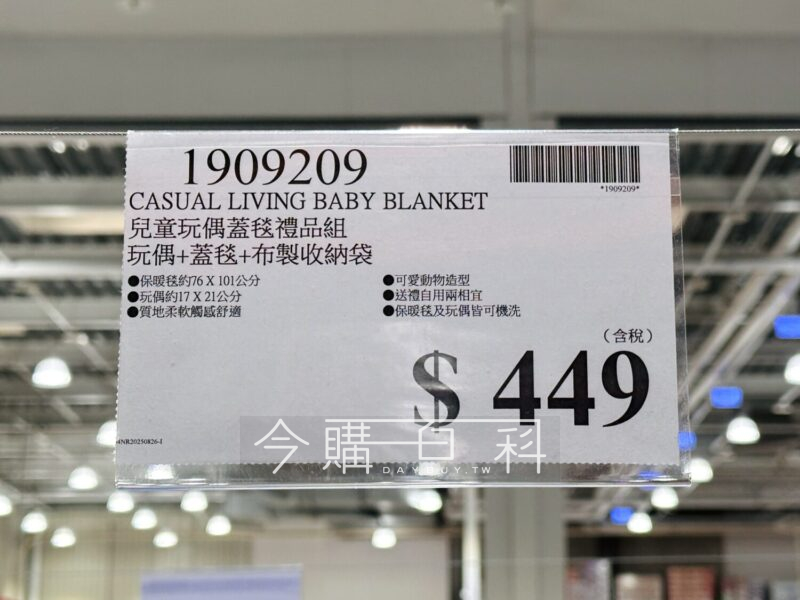 1909209
*1909209*
CASUAL LIVING BABY BLANKET
兒童玩偶蓋毯禮品組
玩偶+蓋毯+布製收納袋
●保暖毯約76 X 101公分
●玩偶約17 X 21公分
●質地柔軟觸感舒適
●可愛動物造型
●送禮自用兩相宜
●保暖毯及玩偶皆可機洗
(含稅)
$ 449
4NR20250826-I
今購百科
DAYBUY.TW